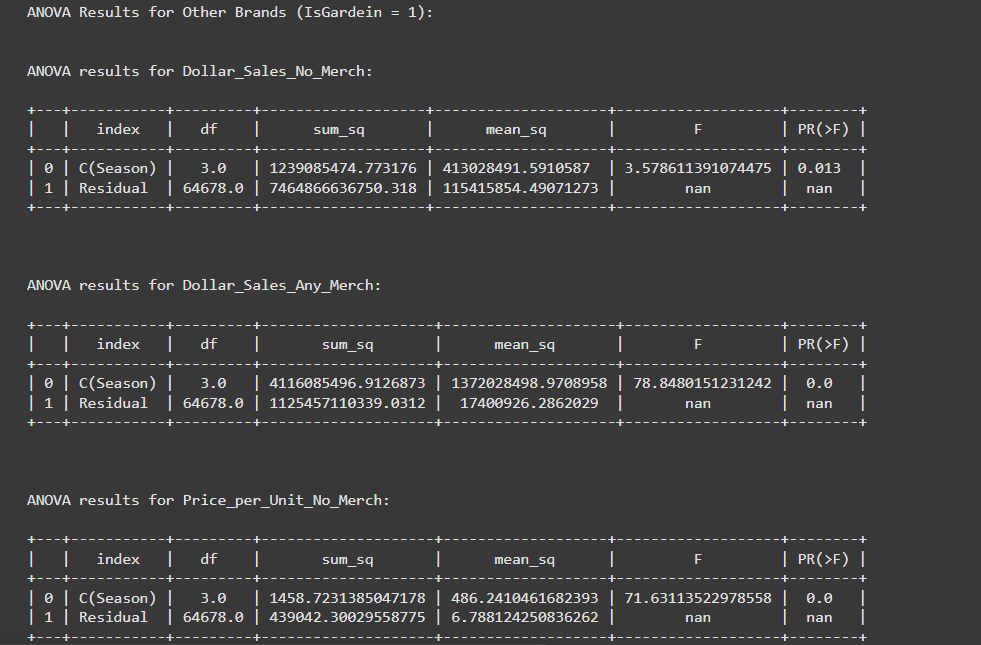 ANOVA Results for Other Brands (IsGardein = 1):
ANOVA results for Dollar_Sales_No_Merch:
+---+-----------+---------+-------------------+--------------------+-------------------+--------+
|   |   index   |   df    |      sum_sq       |      mean_sq       |         F         | PR(>F) |
+---+-----------+---------+-------------------+--------------------+-------------------+--------+
| 0 | C(Season) |   3.0   | 1239085474.773176 | 413028491.5910587  | 3.578611391074475 | 0.013  |
| 1 | Residual  | 64678.0 | 7464866636750.318 | 115415854.49071273 |        nan        |  nan   |
+---+-----------+---------+-------------------+--------------------+-------------------+--------+
ANOVA results for Dollar_Sales_Any_Merch:
+---+-----------+---------+--------------------+--------------------+------------------+--------+
|   |   index   |   df    |       sum_sq       |      mean_sq       |        F         | PR(>F) |
+---+-----------+---------+--------------------+--------------------+------------------+--------+
| 0 | C(Season) |   3.0   | 4116085496.9126873 | 1372028498.9708958 | 78.8480151231242 |  0.0   |
| 1 | Residual  | 64678.0 | 1125457110339.0312 |  17400926.2862029  |       nan        |  nan   |
+---+-----------+---------+--------------------+--------------------+------------------+--------+
ANOVA results for Price_per_Unit_No_Merch:
+---+-----------+---------+--------------------+-------------------+-------------------+--------+
|   |   index   |   df    |       sum_sq       |      mean_sq      |         F         | PR(>F) |
+---+-----------+---------+--------------------+-------------------+-------------------+--------+
| 0 | C(Season) |   3.0   | 1458.7231385047178 | 486.2410461682393 | 71.63113522978558 |  0.0   |
| 1 | Residual  | 64678.0 | 439042.30029558775 | 6.788124250836262 |        nan        |  nan   |
+---+-----------+---------+--------------------+-------------------+-------------------+--------+